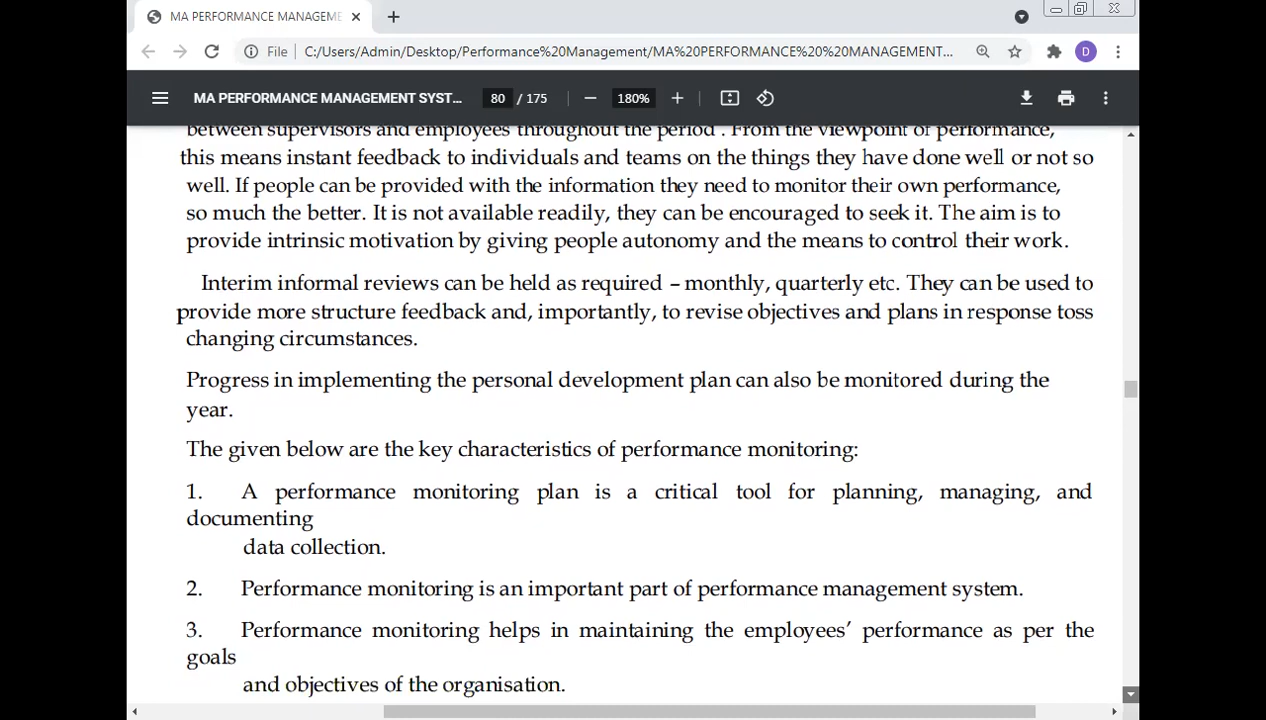 MA PERFORMANCE MANAGEME
File C:/Users/Admin/Desktop/Performance%20Management/MA%20PERFORMANCE%20%20MANAGEMENT... D
MA PERFORMANCE MANAGEMENT SYST... 80 / 175 180%
between supervisors and employees throughout the period . From the viewpoint of performance,
this means instant feedback to individuals and teams on the things they have done well or not so
well. If people can be provided with the information they need to monitor their own performance,
so much the better. It is not available readily, they can be encouraged to seek it. The aim is to
provide intrinsic motivation by giving people autonomy and the means to control their work.
Interim informal reviews can be held as required – monthly, quarterly etc. They can be used to
provide more structure feedback and, importantly, to revise objectives and plans in response toss
changing circumstances.
Progress in implementing the personal development plan can also be monitored during the
year.
The given below are the key characteristics of performance monitoring:
1. A performance monitoring plan is a critical tool for planning, managing, and
documenting
data collection.
2. Performance monitoring is an important part of performance management system.
3. Performance monitoring helps in maintaining the employees’ performance as per the
goals
and objectives of the organisation.